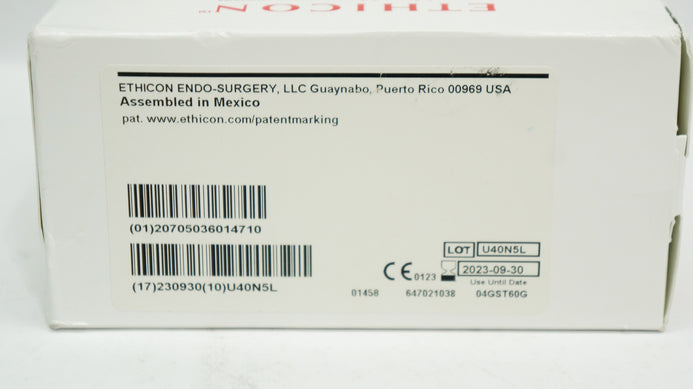 ETHICON
ETHICON ENDO-SURGERY, LLC Guaynabo, Puerto Rico 00969 USA
Assembled in Mexico
pat. www.ethicon.com/patentmarking
(01)20705036014710
LOT U40N5L
(17)230930(10)U40N5L
CE 0123 2023-09-30
Use Until Date
01458 647021038 04GST60G